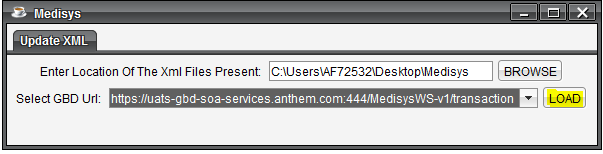 Medisys
Update XML
Enter Location Of The Xml Files Present: C:\Users\AF72532\Desktop\Medisys BROWSE
Select GBD Url: https://uats-gbd-soa-services.anthem.com:444/MedisysWS-v1/transaction LOAD